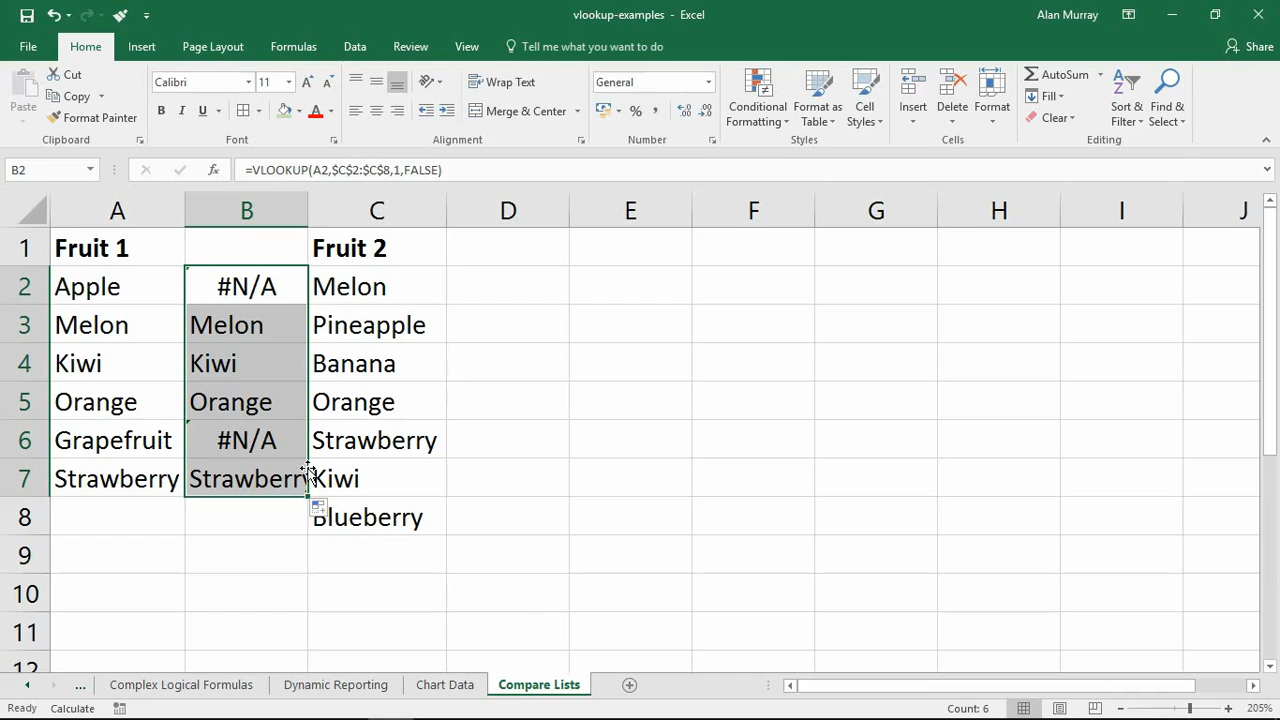 vlookup-examples - Excel
Alan Murray
File Home Insert Page Layout Formulas Data Review View Tell me what you want to do Share
Paste
Cut
Copy
Format Painter
Clipboard
Calibri 11
B I U
Font
Wrap Text
Merge & Center
Alignment
General
Number
Conditional Formatting
Format as Table
Cell Styles
Styles
Insert
Delete
Format
Cells
AutoSum
Fill
Clear
Sort & Filter
Find & Select
Editing
B2 fx =VLOOKUP(A2,$C$2:$C$8,1,FALSE)
A B C D E F G H I J
1 Fruit 1 Fruit 2
2 Apple #N/A Melon
3 Melon Melon Pineapple
4 Kiwi Kiwi Banana
5 Orange Orange Orange
6 Grapefruit #N/A Strawberry
7 Strawberry Strawberry Kiwi
8 Blueberry
9
10
11
12
... Complex Logical Formulas Dynamic Reporting Chart Data Compare Lists
Ready Calculate Count: 6 205%